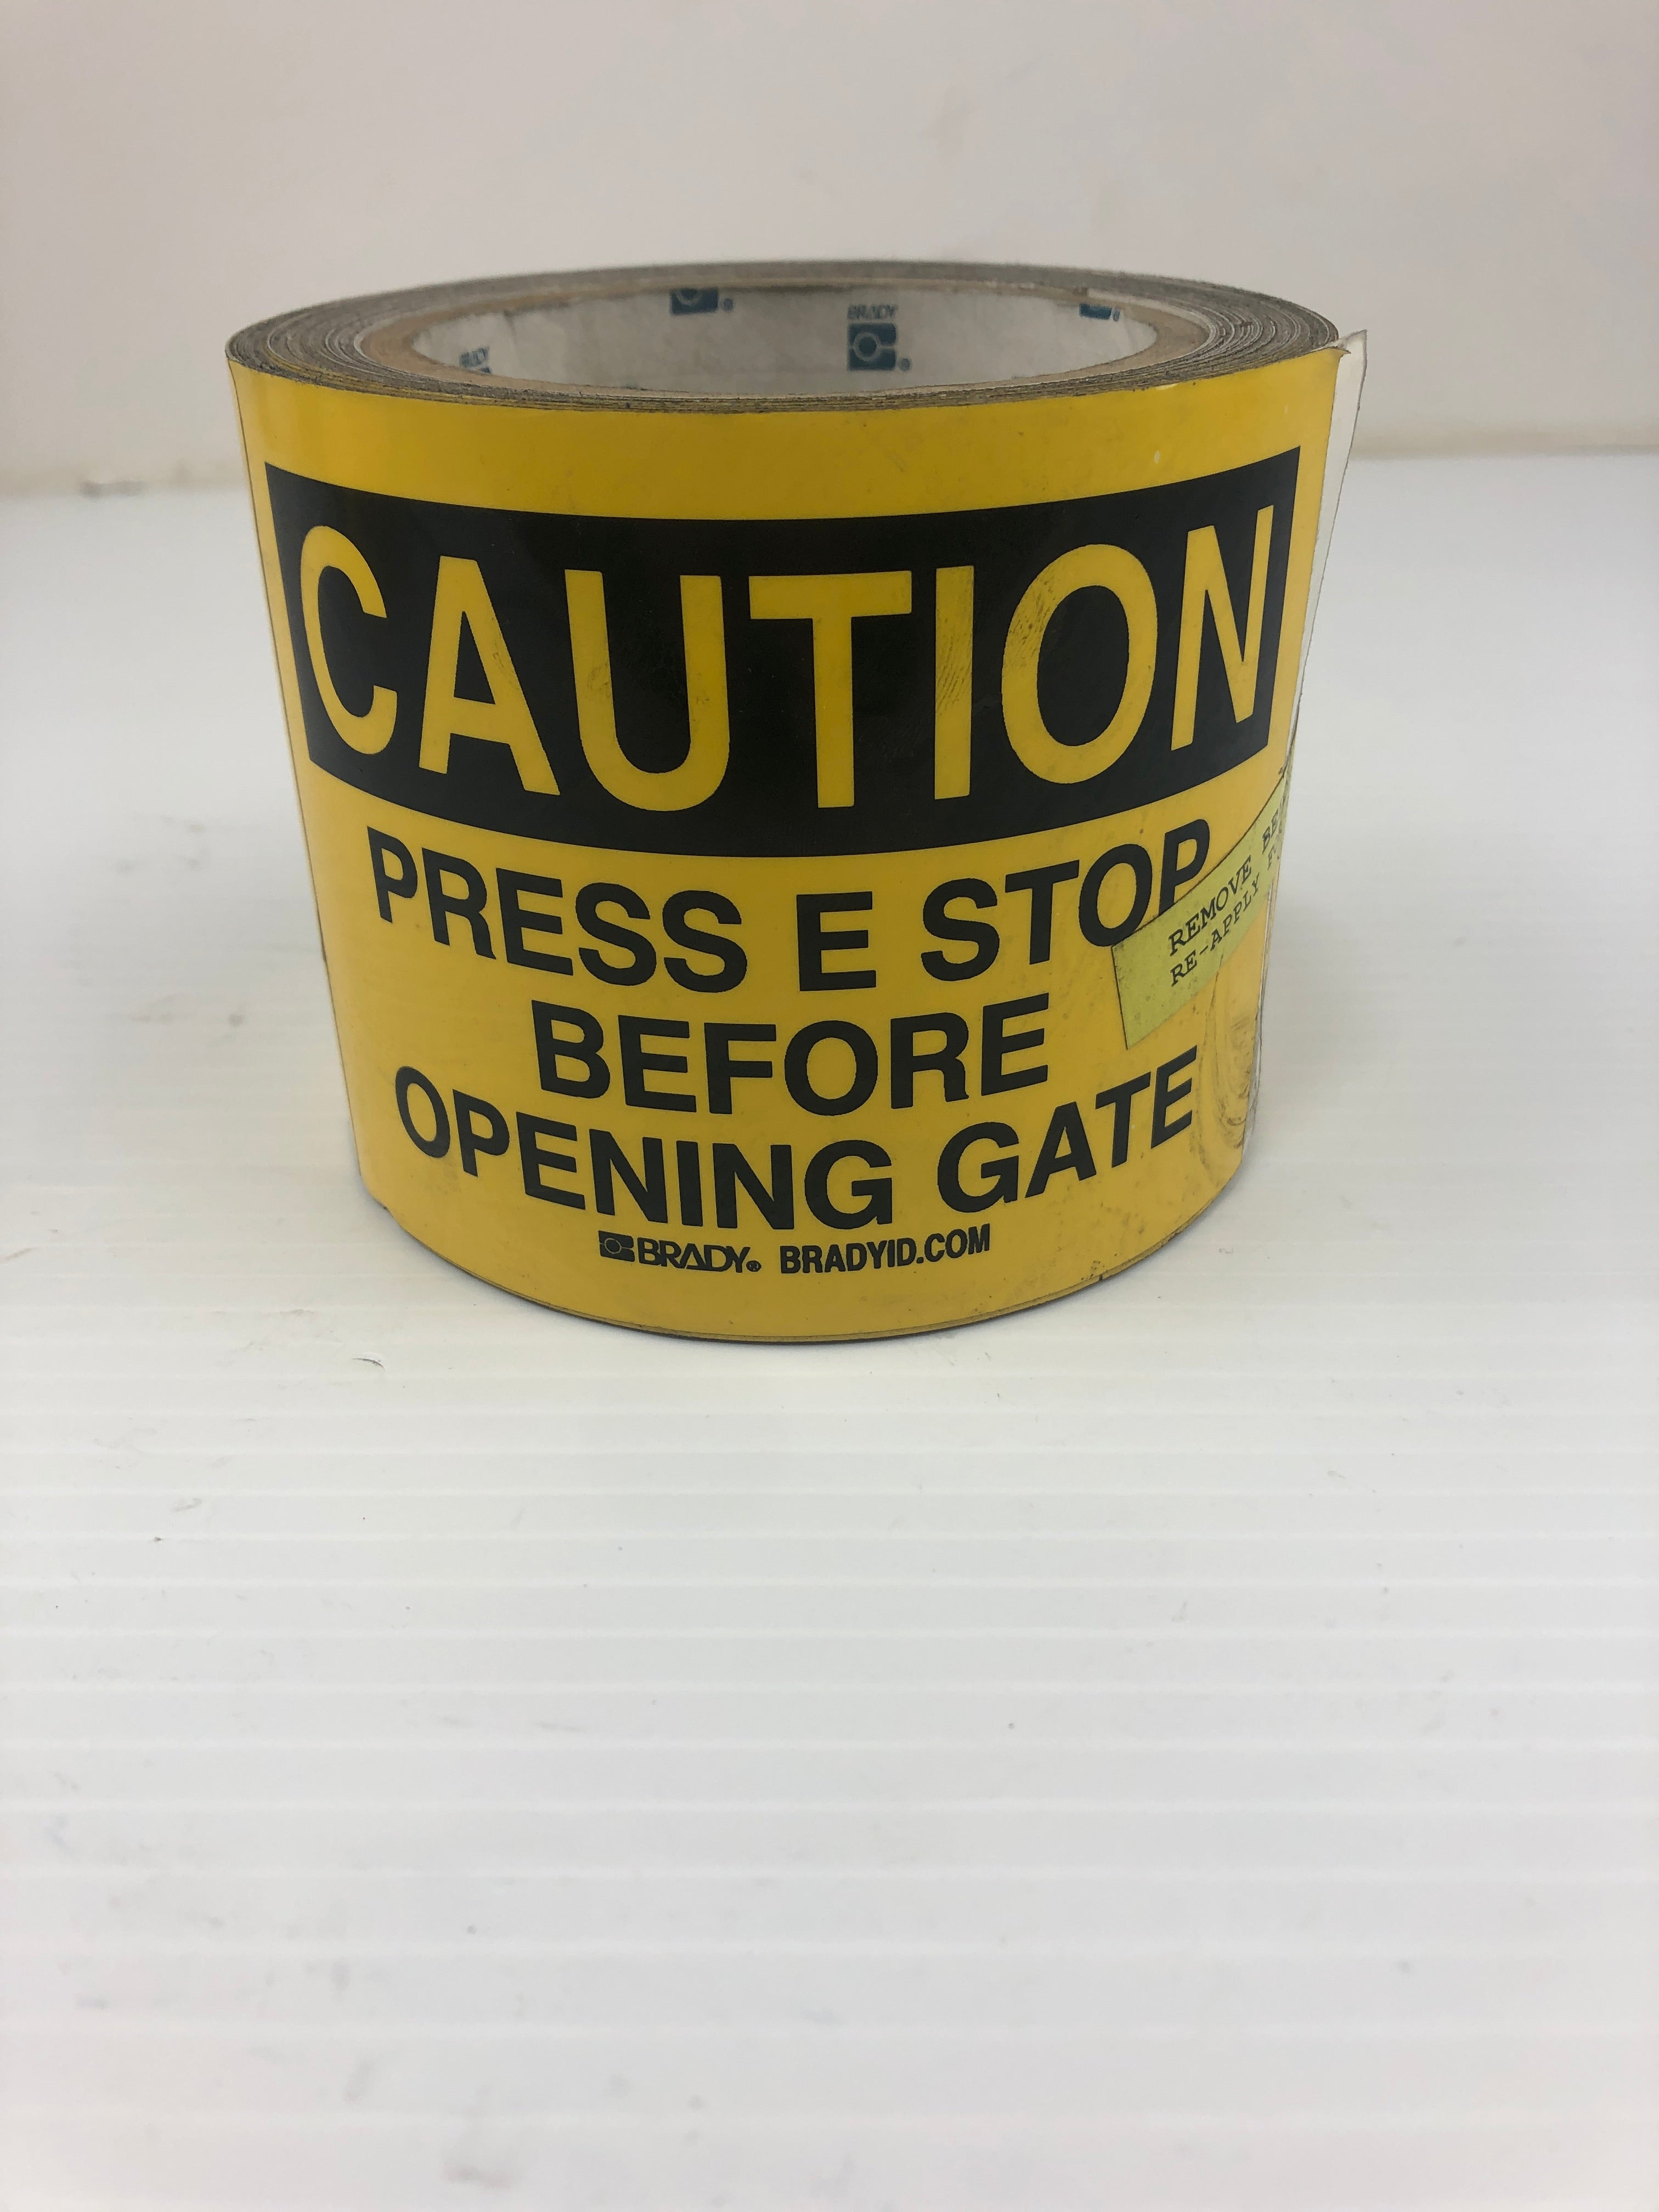 BRADY
CAUTION
PRESS E STOP
BEFORE
OPENING GATE
BRADY® BRADYID.COM
REMOVE
RE-APPLY